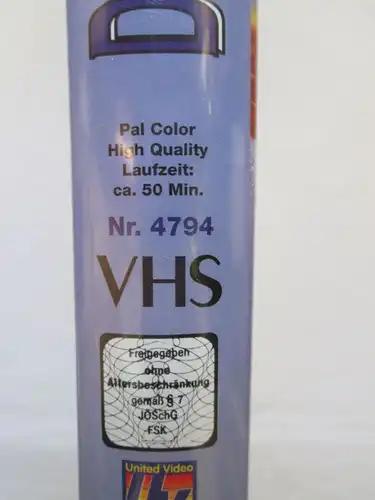 Pal Color
High Quality
Laufzeit:
ca. 50 Min.
Nr. 4794
VHS
Freigegeben
ohne
Altersbeschränkung
gemäß § 7
JÖSchG
FSK
United Video